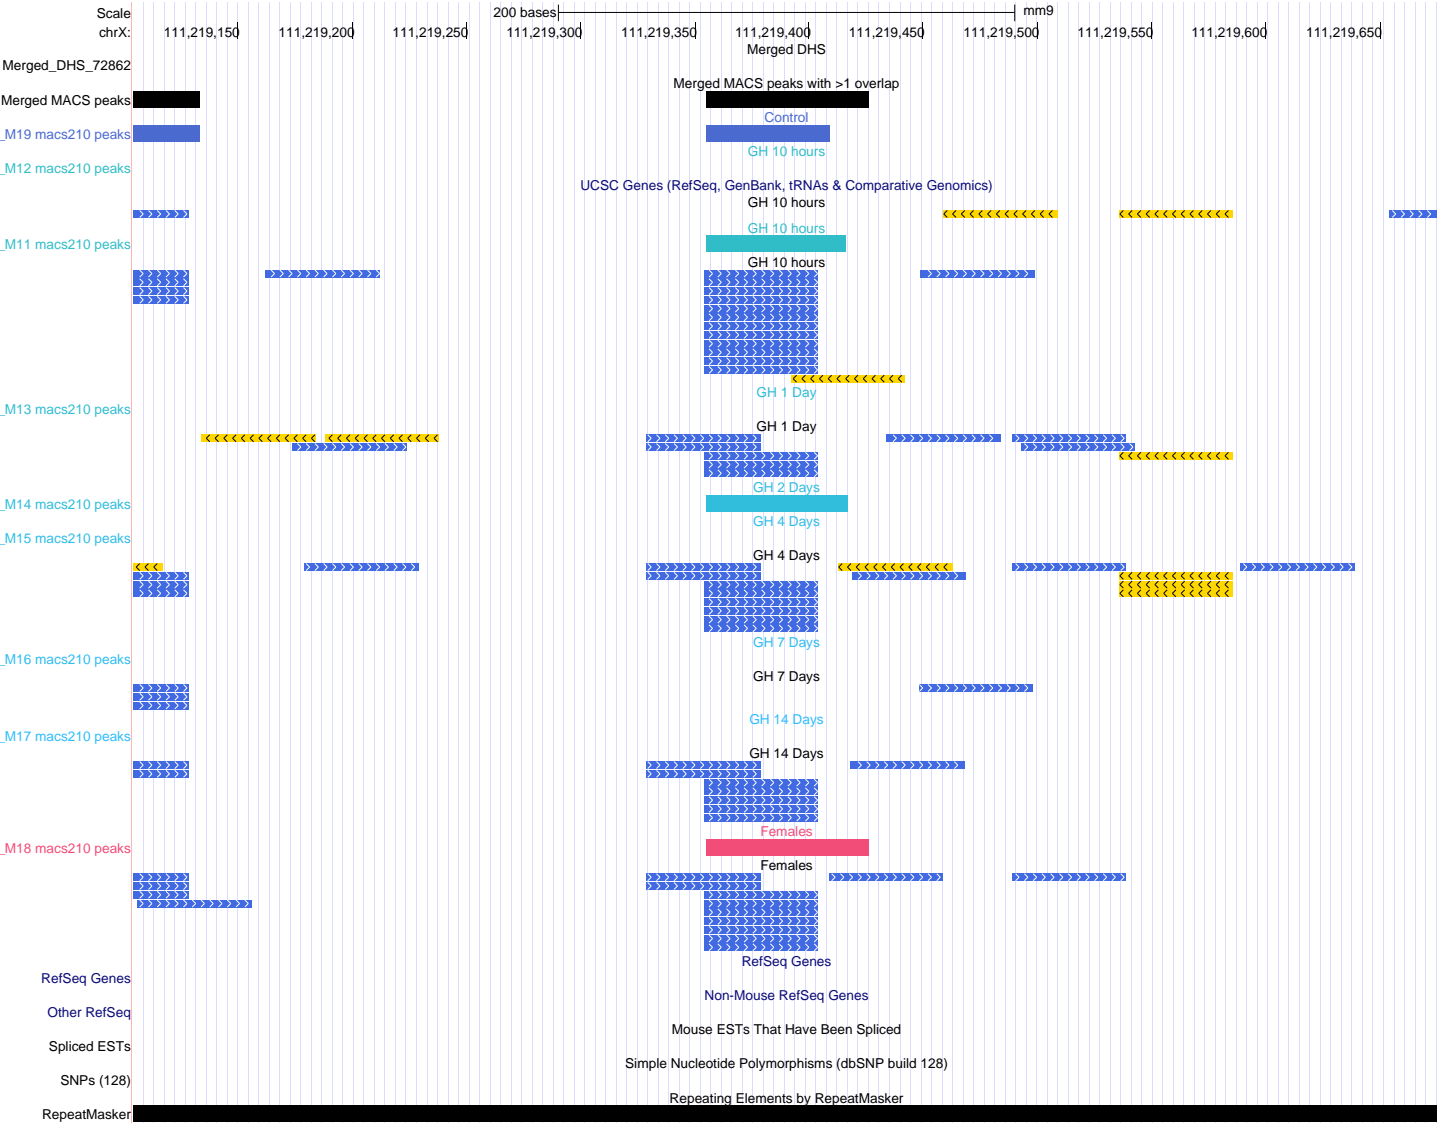 Scale 200 bases mm9
chrX: 111,219,150 111,219,200 111,219,250 111,219,300 111,219,350 111,219,400 111,219,450 111,219,500 111,219,550 111,219,600 111,219,650
Merged DHS
Merged_DHS_72862
Merged MACS peaks with >1 overlap
Merged MACS peaks
Control
_M19 macs210 peaks
GH 10 hours
_M12 macs210 peaks
UCSC Genes (RefSeq, GenBank, tRNAs & Comparative Genomics)
GH 10 hours
GH 10 hours
_M11 macs210 peaks
GH 10 hours
GH 1 Day
_M13 macs210 peaks
GH 1 Day
GH 2 Days
_M14 macs210 peaks
GH 4 Days
_M15 macs210 peaks
GH 4 Days
GH 7 Days
_M16 macs210 peaks
GH 7 Days
GH 14 Days
_M17 macs210 peaks
GH 14 Days
Females
_M18 macs210 peaks
Females
RefSeq Genes
RefSeq Genes
Non-Mouse RefSeq Genes
Other RefSeq
Mouse ESTs That Have Been Spliced
Spliced ESTs
Simple Nucleotide Polymorphisms (dbSNP build 128)
SNPs (128)
Repeating Elements by RepeatMasker
RepeatMasker